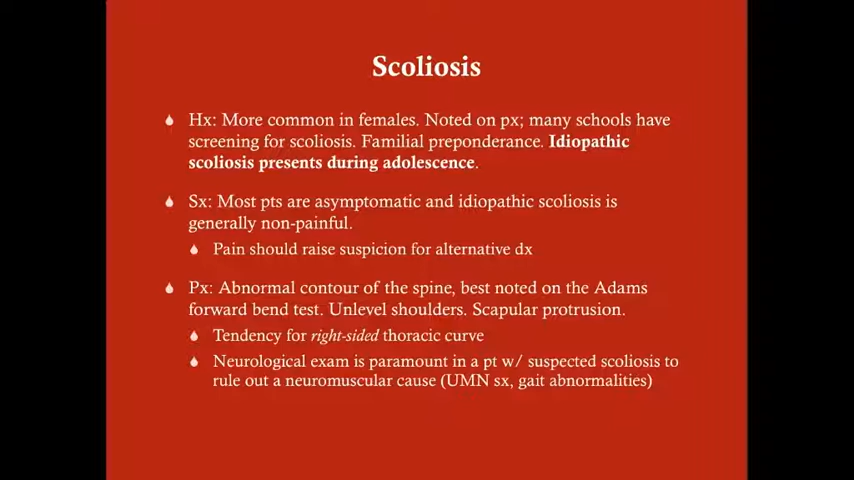 Scoliosis
Hx: More common in females. Noted on px; many schools have
screening for scoliosis. Familial preponderance. Idiopathic
scoliosis presents during adolescence.
Sx: Most pts are asymptomatic and idiopathic scoliosis is
generally non-painful.
Pain should raise suspicion for alternative dx
Px: Abnormal contour of the spine, best noted on the Adams
forward bend test. Unlevel shoulders. Scapular protrusion.
Tendency for right-sided thoracic curve
Neurological exam is paramount in a pt w/ suspected scoliosis to
rule out a neuromuscular cause (UMN sx, gait abnormalities)